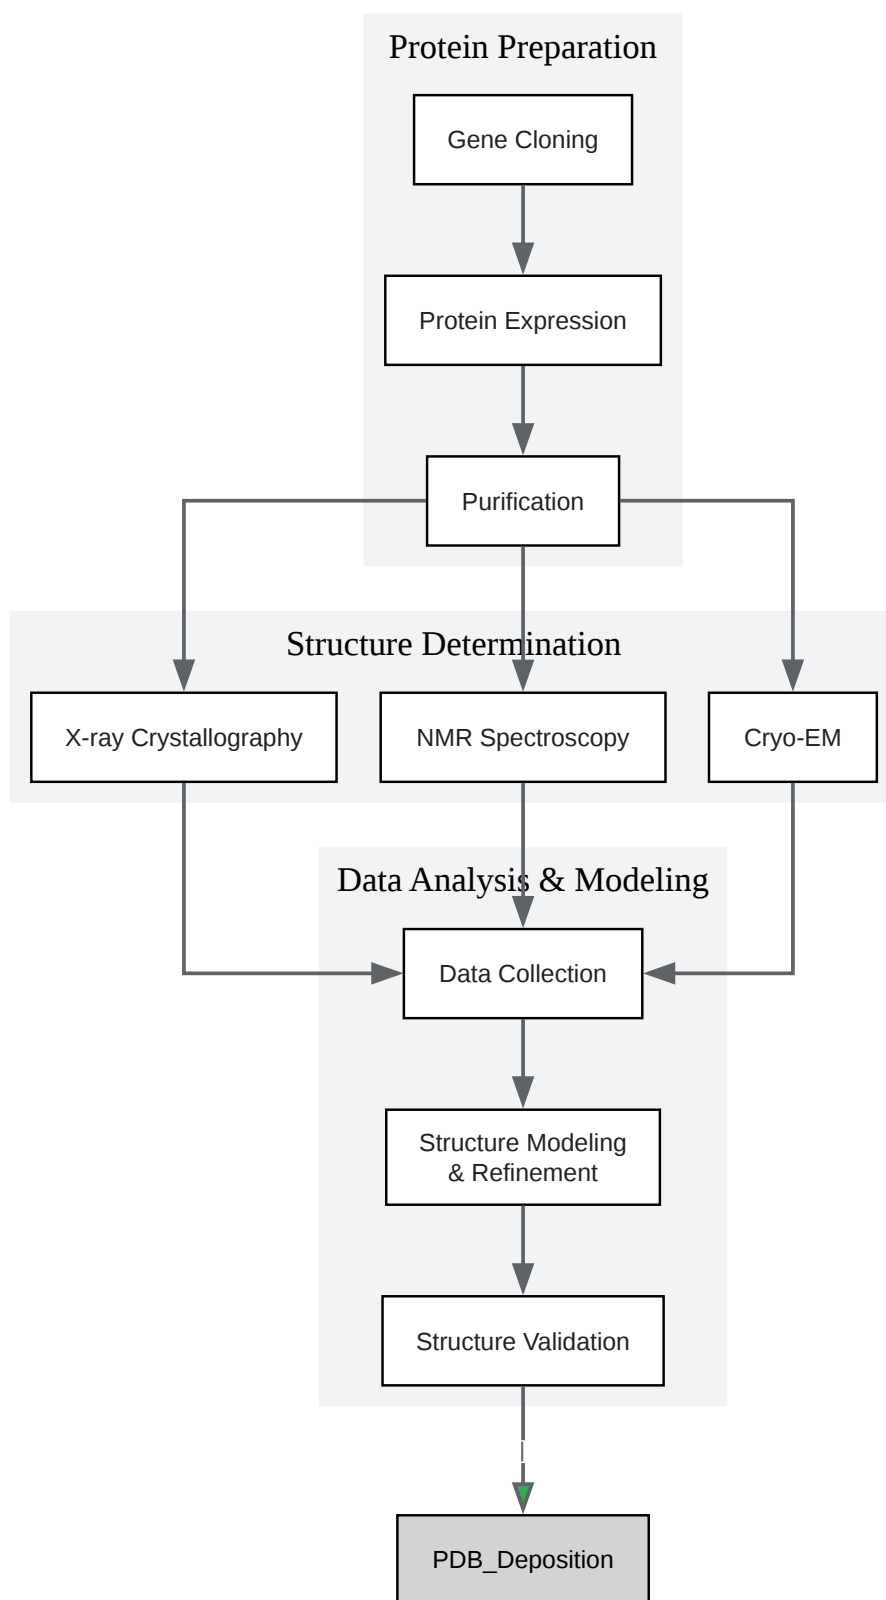 Protein Preparation
Gene Cloning
Protein Expression
Purification
Structure Determination
X-ray Crystallography
NMR Spectroscopy
Cryo-EM
Data Analysis & Modeling
Data Collection
Structure Modeling
& Refinement
Structure Validation
PDB_Deposition